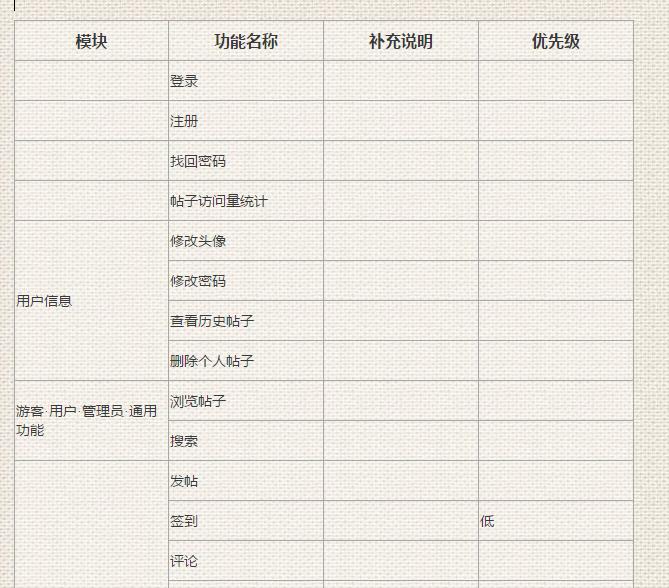 模块 功能名称 补充说明 优先级
登录
注册
找回密码
帖子访问量统计
用户信息
修改头像
修改密码
查看历史帖子
删除个人帖子
游客·用户·管理员·通用
功能
浏览帖子
搜索
发帖
签到 低
评论